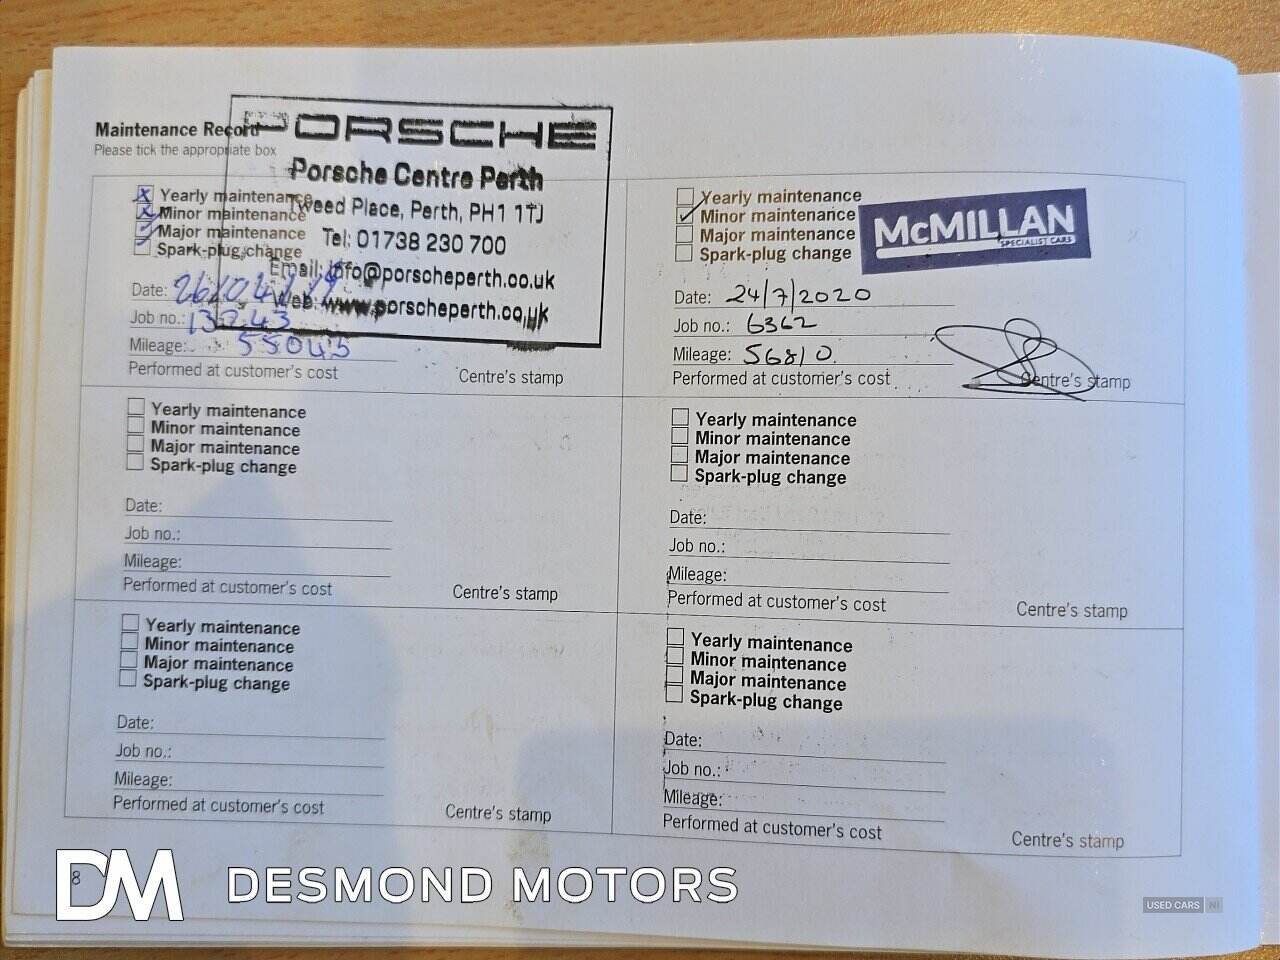 Maintenance Record
Please tick the appropriate box
PORSCHE
Porsche Centre Perth
Tweed Place, Perth, PH1 1TJ
Tel: 01738 230 700
Email: info@porscheperth.co.uk
Web: www.porscheperth.co.uk
Yearly maintenance
Minor maintenance
Major maintenance
Spark-plug change
Date: 26/04/19
Job no.:
Mileage: 55045
Performed at customer's cost
Centre's stamp
Yearly maintenance
Minor maintenance
Major maintenance
Spark-plug change
McMILLAN
SPECIALIST CARS
Date: 24/7/2020
Job no.: 6362
Mileage: 56810
Performed at customer's cost
Centre's stamp
Yearly maintenance
Minor maintenance
Major maintenance
Spark-plug change
Date:
Job no.:
Mileage:
Performed at customer's cost
Centre's stamp
Yearly maintenance
Minor maintenance
Major maintenance
Spark-plug change
Date:
Job no.:
Mileage:
Performed at customer's cost
Centre's stamp
Yearly maintenance
Minor maintenance
Major maintenance
Spark-plug change
Date:
Job no.:
Mileage:
Performed at customer's cost
Centre's stamp
Yearly maintenance
Minor maintenance
Major maintenance
Spark-plug change
Date:
Job no.:
Mileage:
Performed at customer's cost
Centre's stamp
8
DM DESMOND MOTORS
USED CARS NI